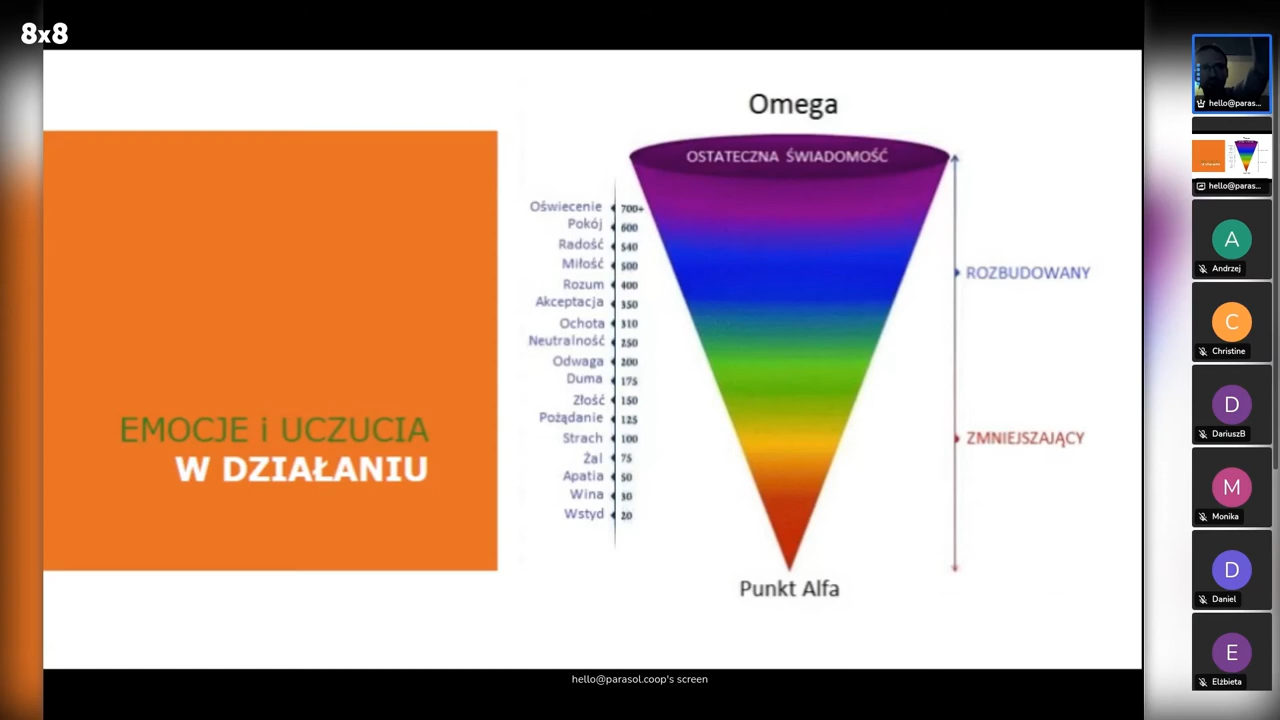 8x8
Omega
OSTATECZNA ŚWIADOMOŚĆ
Oświecenie 700+
Pokój 600
Radość 540
Miłość 500
Rozum 400
Akceptacja 350
Ochota 310
Neutralność 250
Odwaga 200
Duma 175
Złość 150
Pożądanie 125
Strach 100
Żal 75
Apatia 50
Wina 30
Wstyd 20
ROZBUDOWANY
ZMNIEJSZAJĄCY
Punkt Alfa
EMOCJE i UCZUCIA
W DZIAŁANIU
hello@parasol.coop's screen
hello@paras...
hello@paras...
A
Andrzej
C
Christine
D
DariuszB
M
Monika
D
Daniel
E
Elżbieta